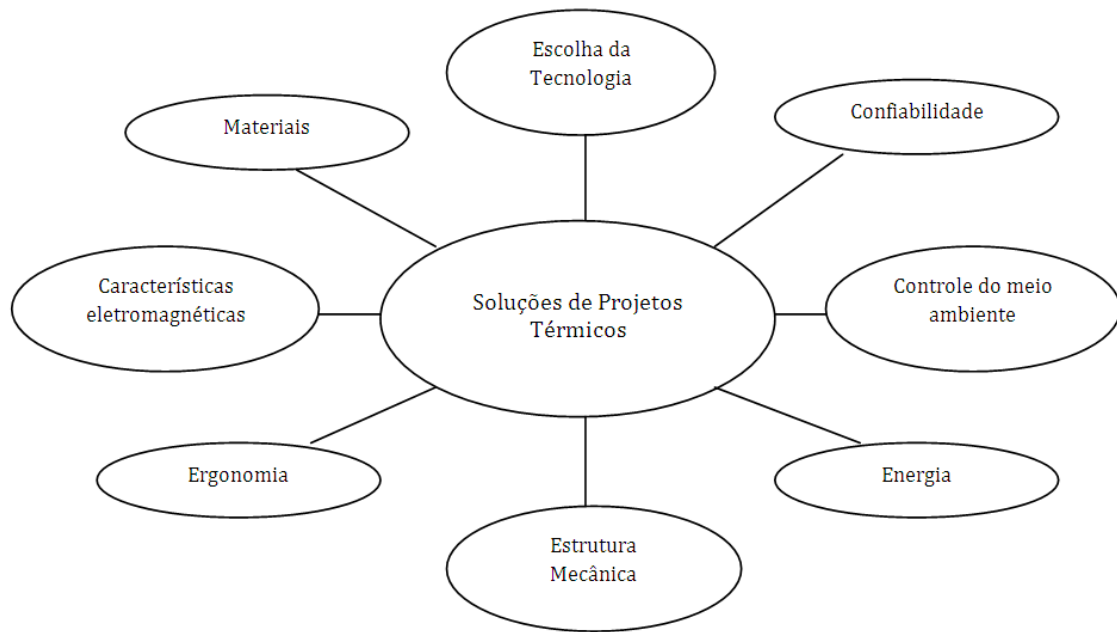 Escolha da
Tecnologia
Confiabilidade
Materiais
Características
eletromagnéticas
Soluções de Projetos
Térmicos
Controle do meio
ambiente
Ergonomia
Energia
Estrutura
Mecânica